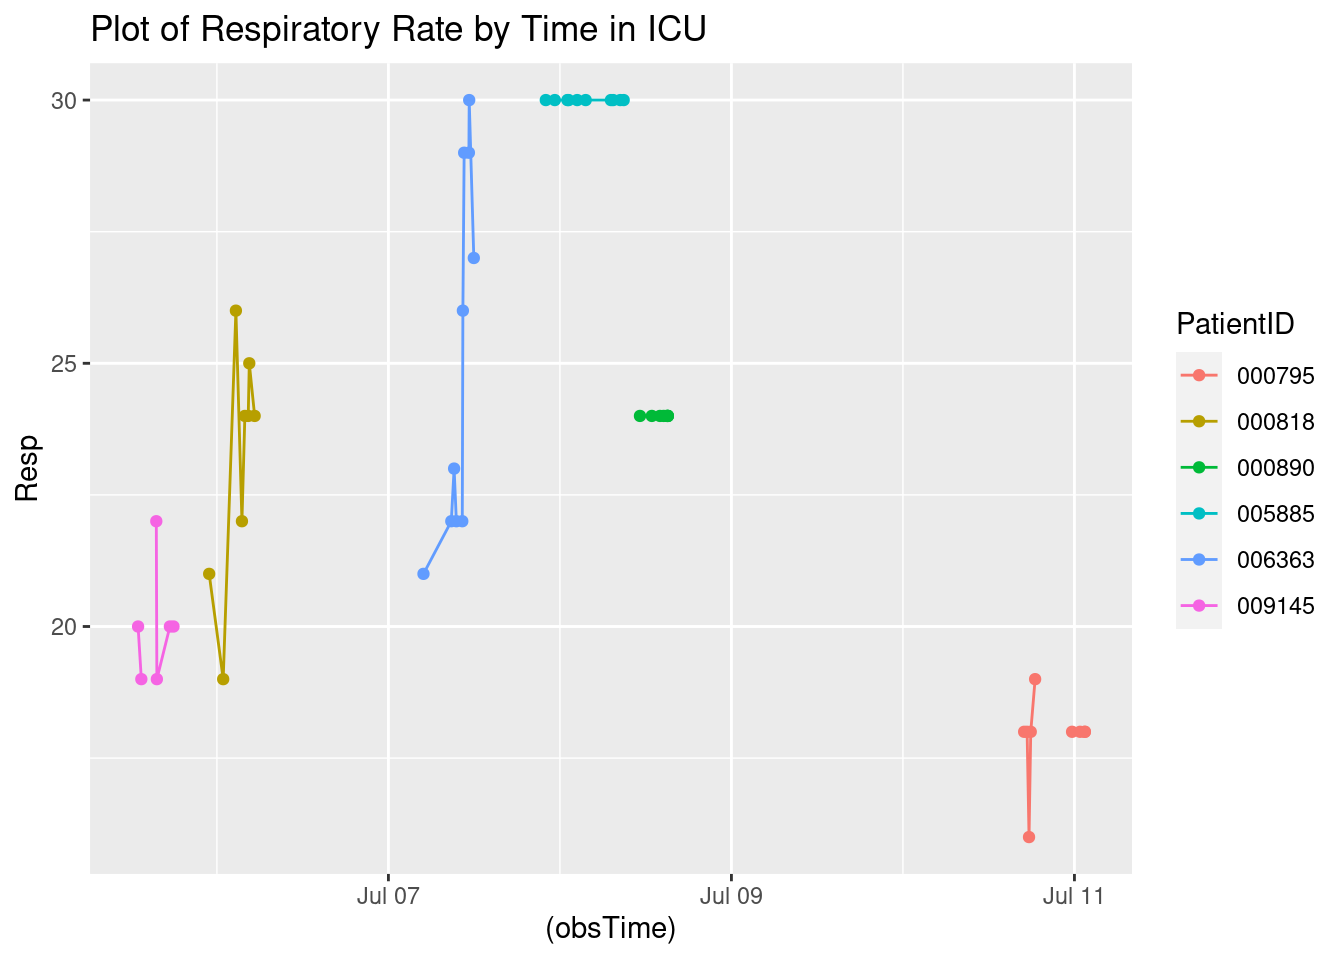 Plot of Respiratory Rate by Time in ICU
30
25
20
Resp
Jul 07
Jul 09
Jul 11
(obsTime)
PatientID
000795
000818
000890
005885
006363
009145